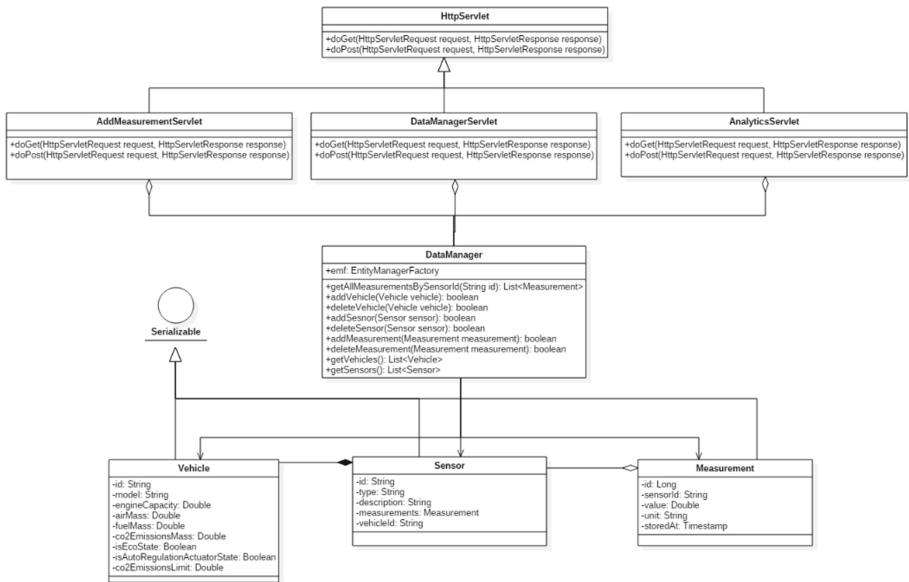 HttpServlet
+doGet(HttpServletRequest request, HttpServletResponse response)
+doPost(HttpServletRequest request, HttpServletResponse response)
AddMeasurementServlet
+doGet(HttpServletRequest request, HttpServletResponse response)
+doPost(HttpServletRequest request, HttpServletResponse response)
DataManagerServlet
+doGet(HttpServletRequest request, HttpServletResponse response)
+doPost(HttpServletRequest request, HttpServletResponse response)
AnalyticsServlet
+doGet(HttpServletRequest request, HttpServletResponse response)
+doPost(HttpServletRequest request, HttpServletResponse response)
DataManager
+emf: EntityManagerFactory
+getAllMeasurementsBySensorId(String id): List<Measurement>
+addVehicle(Vehicle vehicle): boolean
+deleteVehicle(Vehicle vehicle): boolean
+addSesnor(Sensor sensor): boolean
+deleteSensor(Sensor sensor): boolean
+addMeasurement(Measurement measurement): boolean
+deleteMeasurement(Measurement measurement): boolean
+getVehicles(): List<Vehicle>
+getSensors(): List<Sensor>
Serializable
Vehicle
-id: String
-model: String
-engineCapacity: Double
-airMass: Double
-fuelMass: Double
-co2EmissionsMass: Double
-isEcoState: Boolean
-isAutoRegulationActuatorState: Boolean
-co2EmissionsLimit: Double
Sensor
-id: String
-type: String
-description: String
-measurements: Measurement
-vehicleId: String
Measurement
-id: Long
-sensorId: String
-value: Double
-unit: String
-storedAt: Timestamp